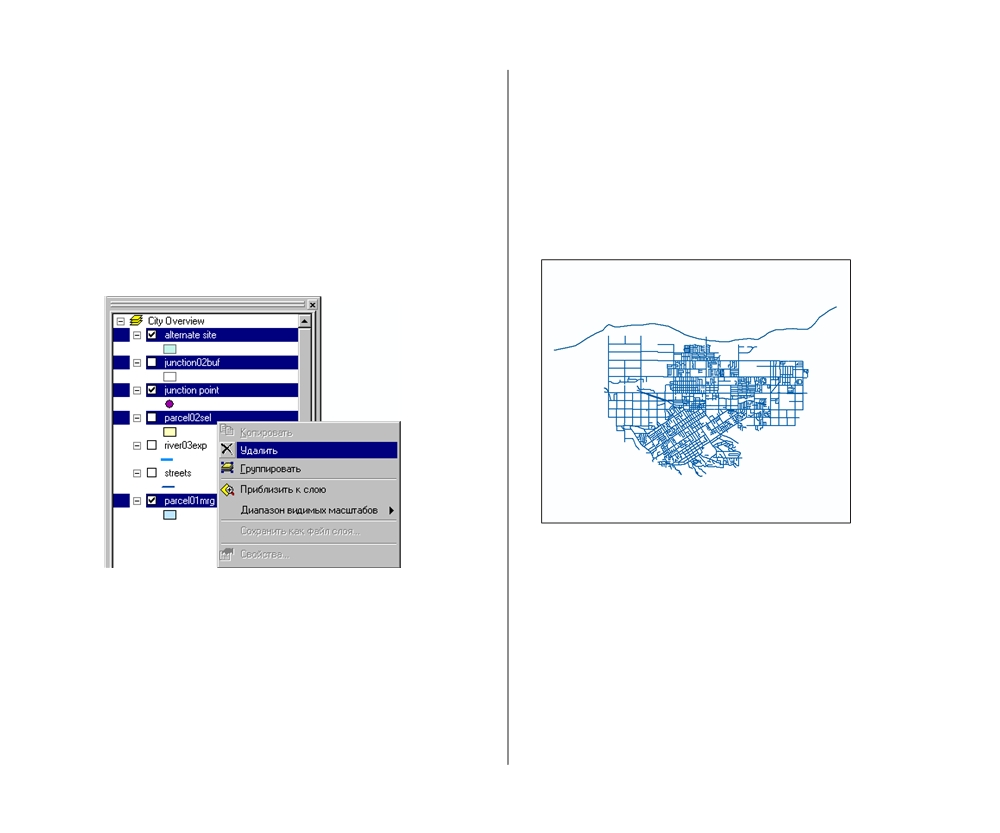 City Overview
alternate site
junction02buf
junction point
parcel02sel
river03exp
streets
parcel01mrg
Копировать
Удалить
Группировать
Приблизить к слою
Диапазон видимых масштабов
Сохранить как файл слоя...
Свойства...